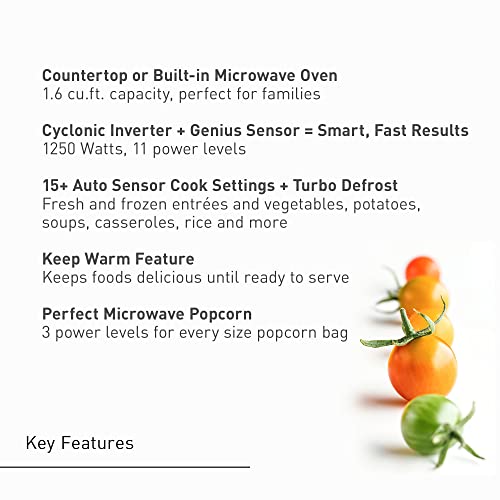 Countertop or Built-in Microwave Oven
1.6 cu.ft. capacity, perfect for families
Cyclonic Inverter + Genius Sensor = Smart, Fast Results
1250 Watts, 11 power levels
15+ Auto Sensor Cook Settings + Turbo Defrost
Fresh and frozen entrées and vegetables, potatoes,
soups, casseroles, rice and more
Keep Warm Feature
Keeps foods delicious until ready to serve
Perfect Microwave Popcorn
3 power levels for every size popcorn bag
Key Features